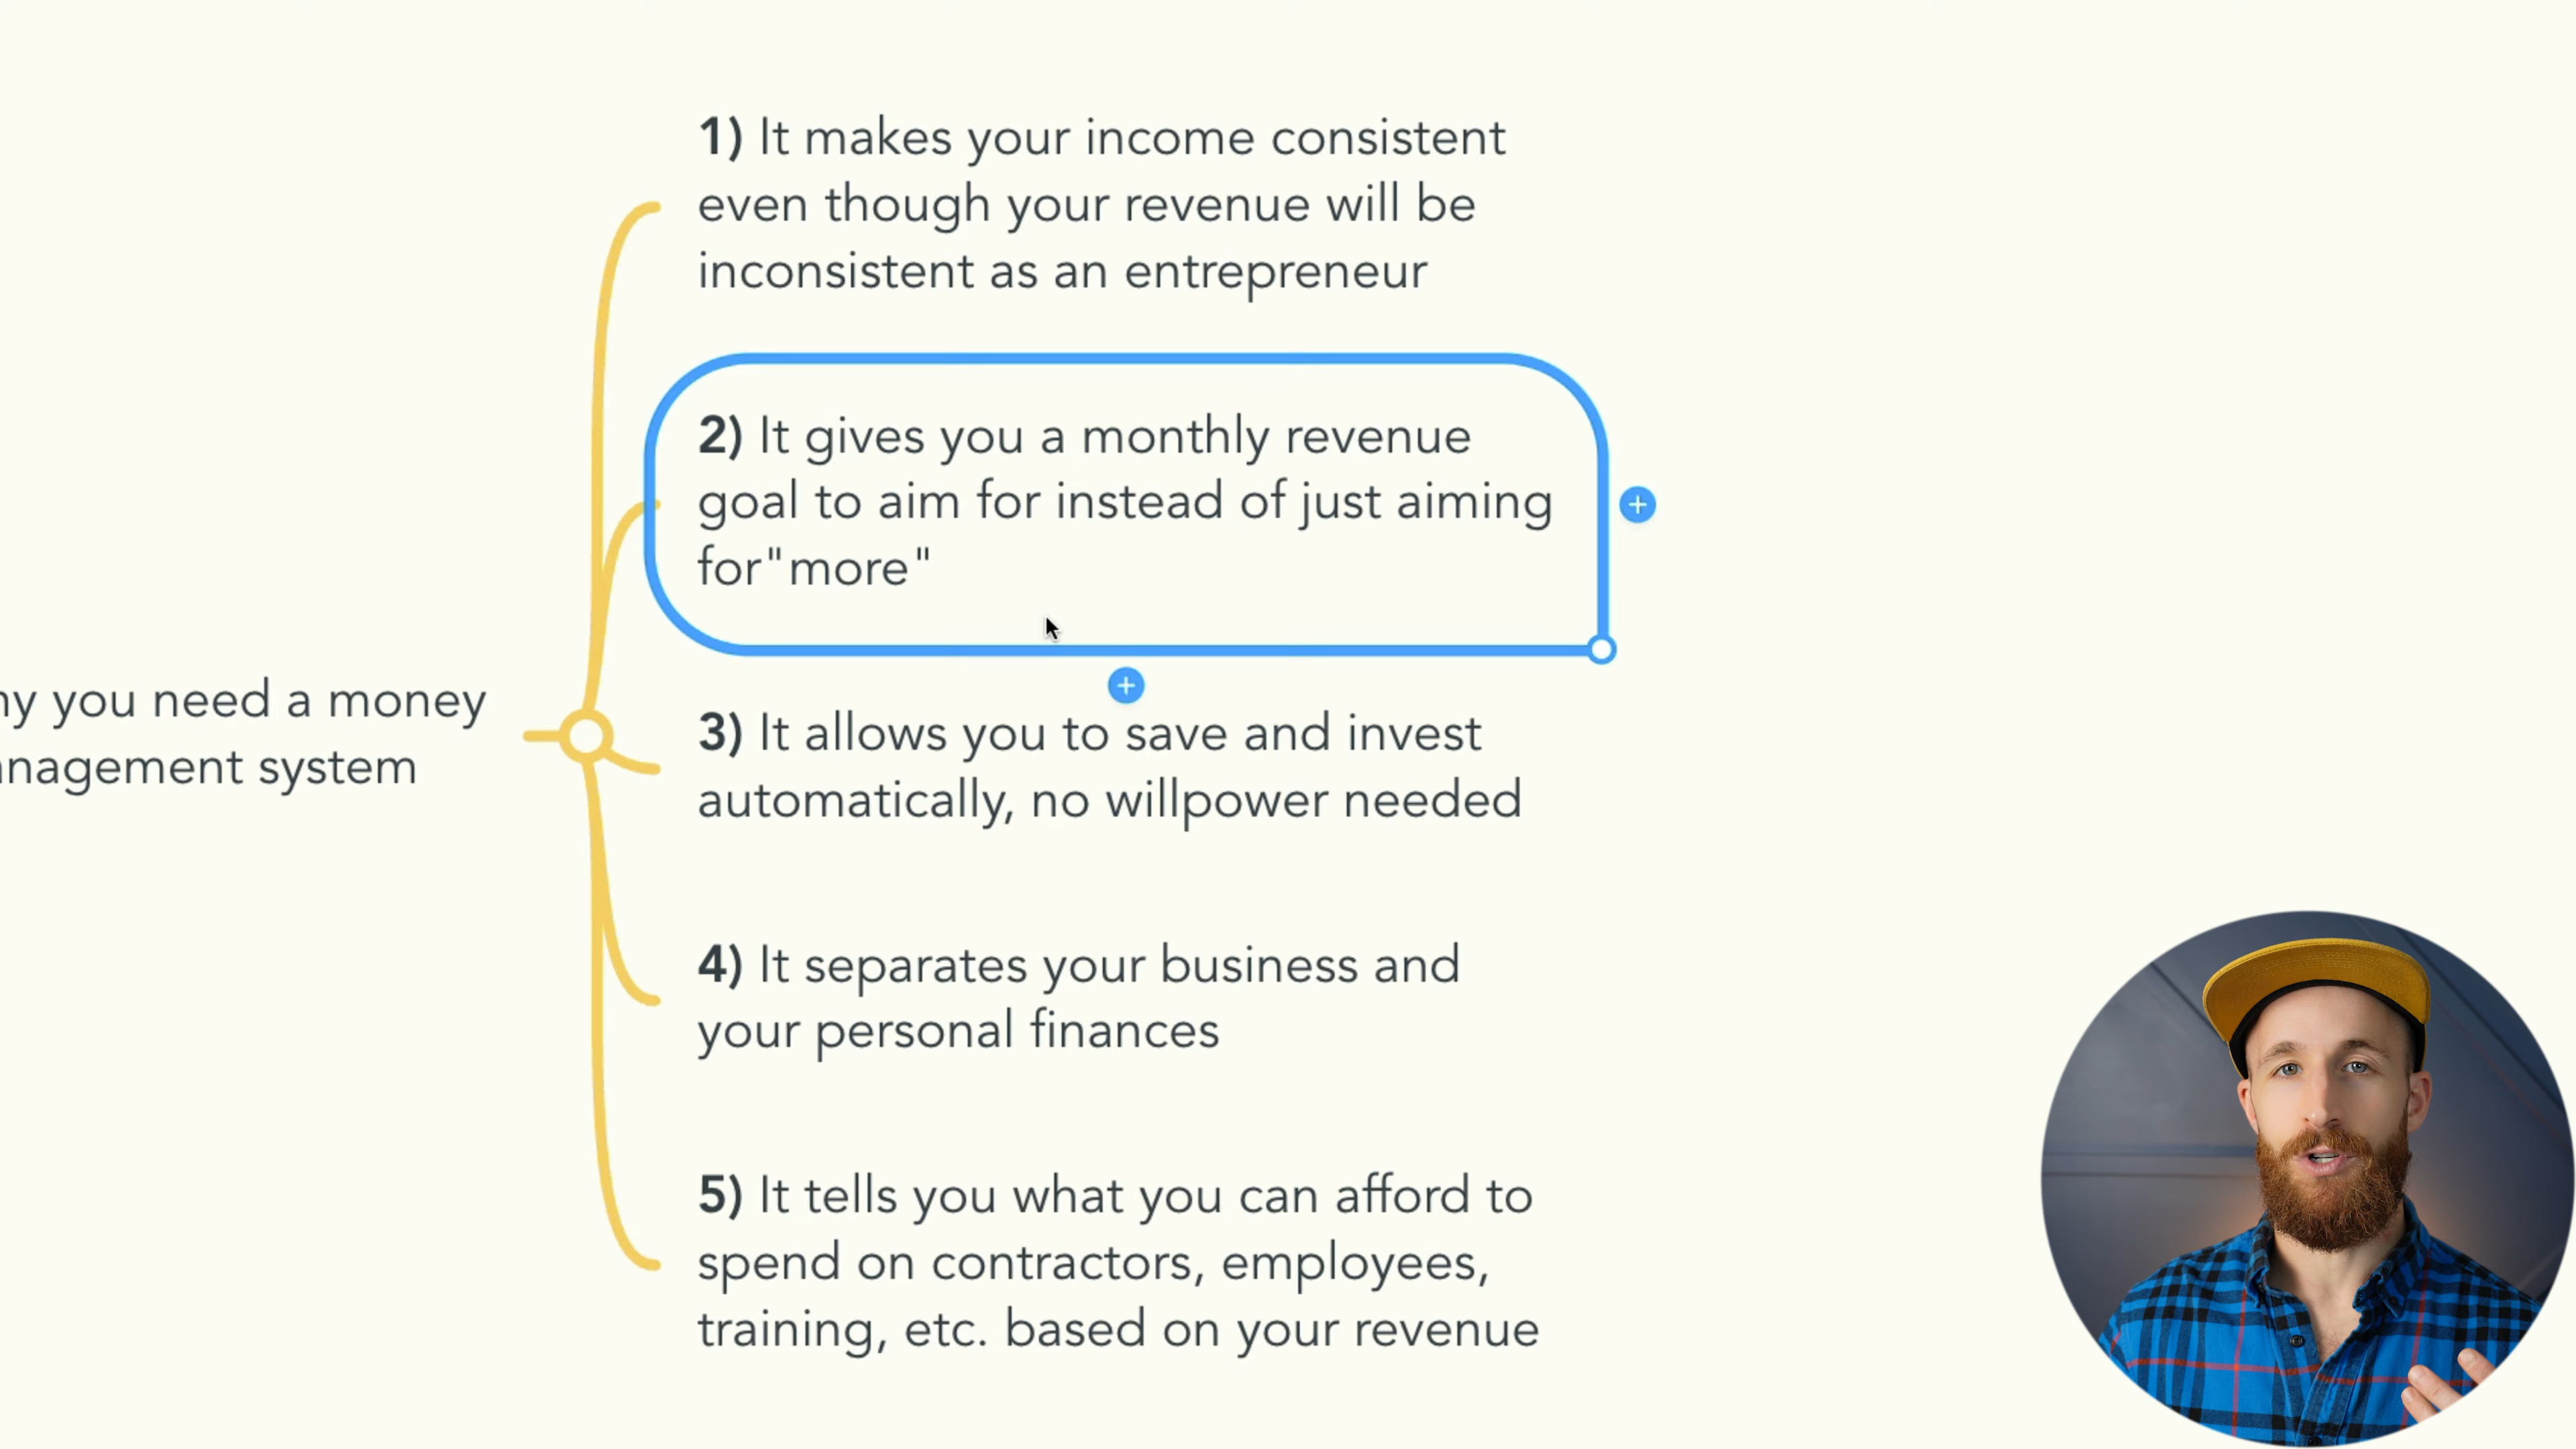 1) It makes your income consistent
even though your revenue will be
inconsistent as an entrepreneur
2) It gives you a monthly revenue
goal to aim for instead of just aiming
for"more"
you need a money
system
3) It allows you to save and invest
automatically, no willpower needed
4) It separates your business and
your personal finances
5) It tells you what you can afford to
spend on contractors, employees,
training, etc. based on your revenue